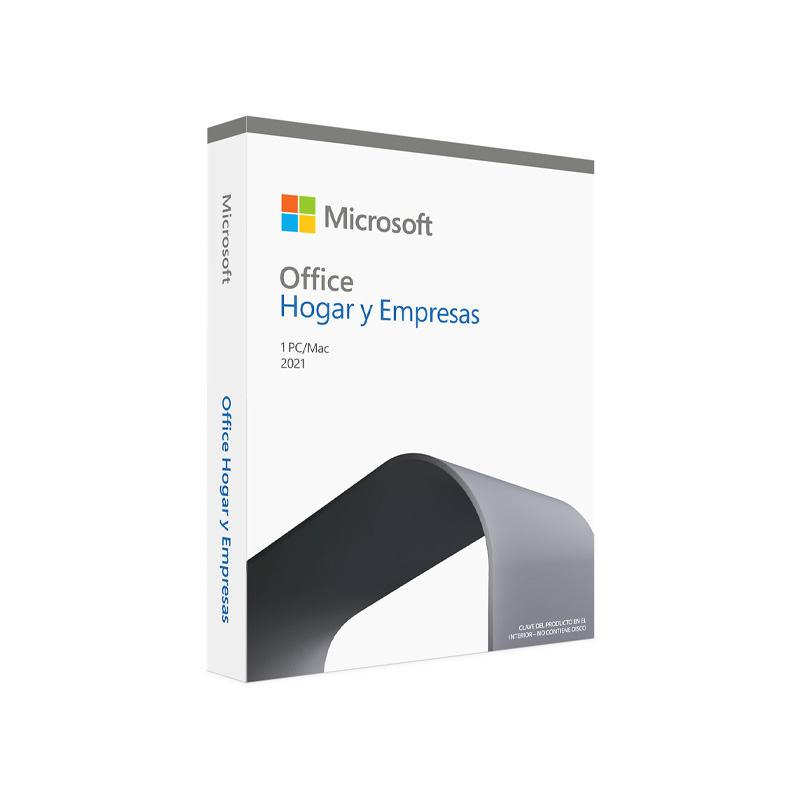 Microsoft
Office
Hogar y Empresas
1 PC/Mac
2021
CLAVE DEL PRODUCTO EN EL
INTERIOR – NO CONTIENE DISCO
Microsoft
Office Hogar y Empresas